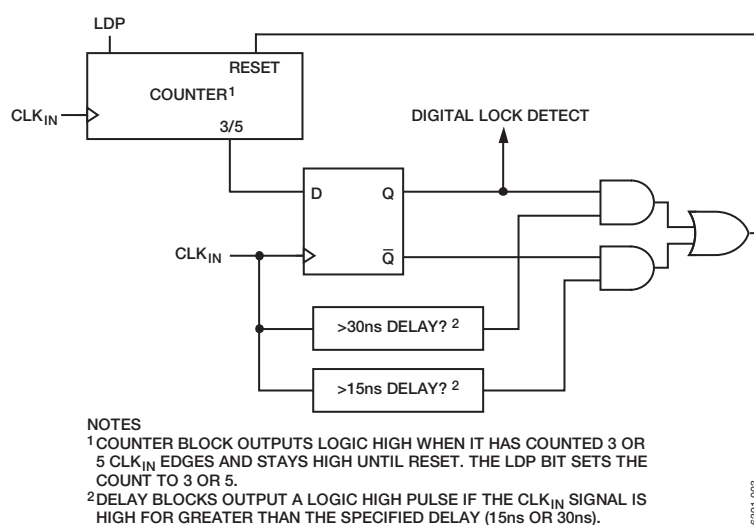 LDP
RESET
COUNTER1
CLKIN
3/5
DIGITAL LOCK DETECT
D
Q
CLKIN
Q̅
>30ns DELAY? 2
>15ns DELAY? 2
NOTES
1 COUNTER BLOCK OUTPUTS LOGIC HIGH WHEN IT HAS COUNTED 3 OR
5 CLKIN EDGES AND STAYS HIGH UNTIL RESET. THE LDP BIT SETS THE
COUNT TO 3 OR 5.
2 DELAY BLOCKS OUTPUT A LOGIC HIGH PULSE IF THE CLKIN SIGNAL IS
HIGH FOR GREATER THAN THE SPECIFIED DELAY (15ns OR 30ns).